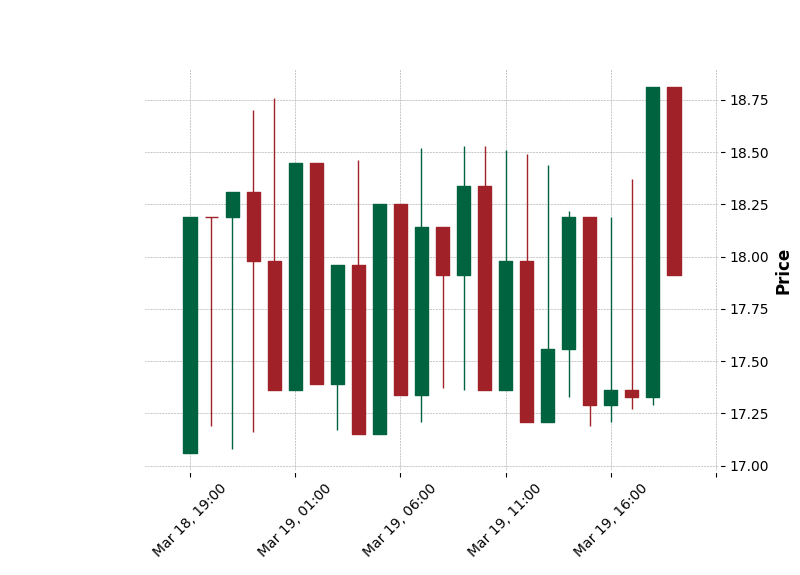 18.75
18.50
18.25
18.00
17.75
17.50
17.25
17.00
Price
Mar 18, 19:00
Mar 19, 01:00
Mar 19, 06:00
Mar 19, 11:00
Mar 19, 16:00